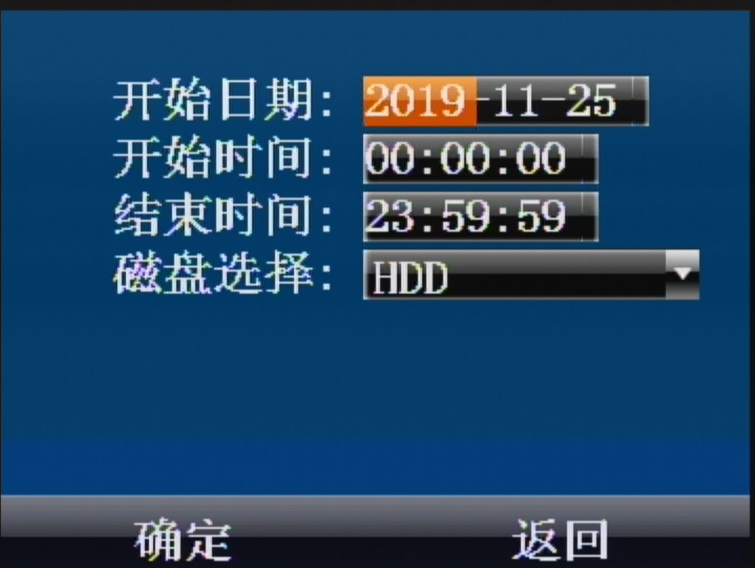 开始日期: 2019-11-25
开始时间: 00:00:00
结束时间: 23:59:59
磁盘选择: HDD
确定 返回